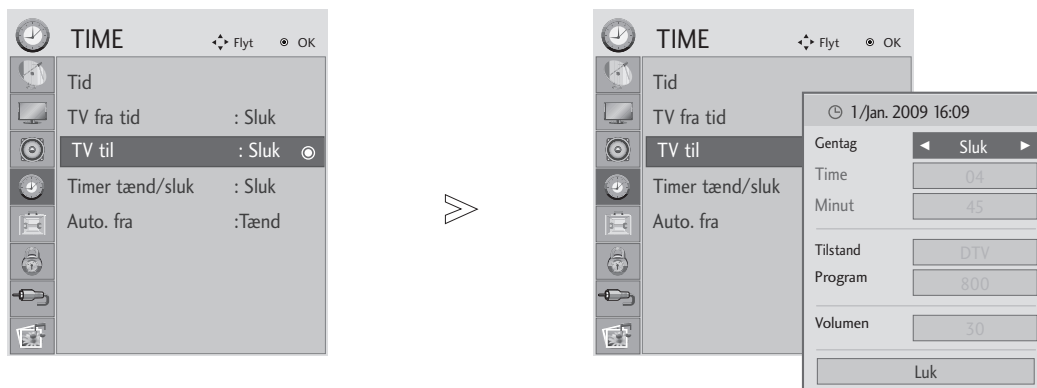 TIME Flyt OK
Tid
TV fra tid : Sluk
TV til : Sluk
Timer tænd/sluk : Sluk
Auto. fra :Tænd
TIME Flyt OK
Tid
TV fra tid
TV til
Timer tænd/sluk
Auto. fra
1/Jan. 2009 16:09
Gentag ◄ Sluk ►
Time 04
Minut 45
Tilstand DTV
Program 800
Volumen 30
Luk